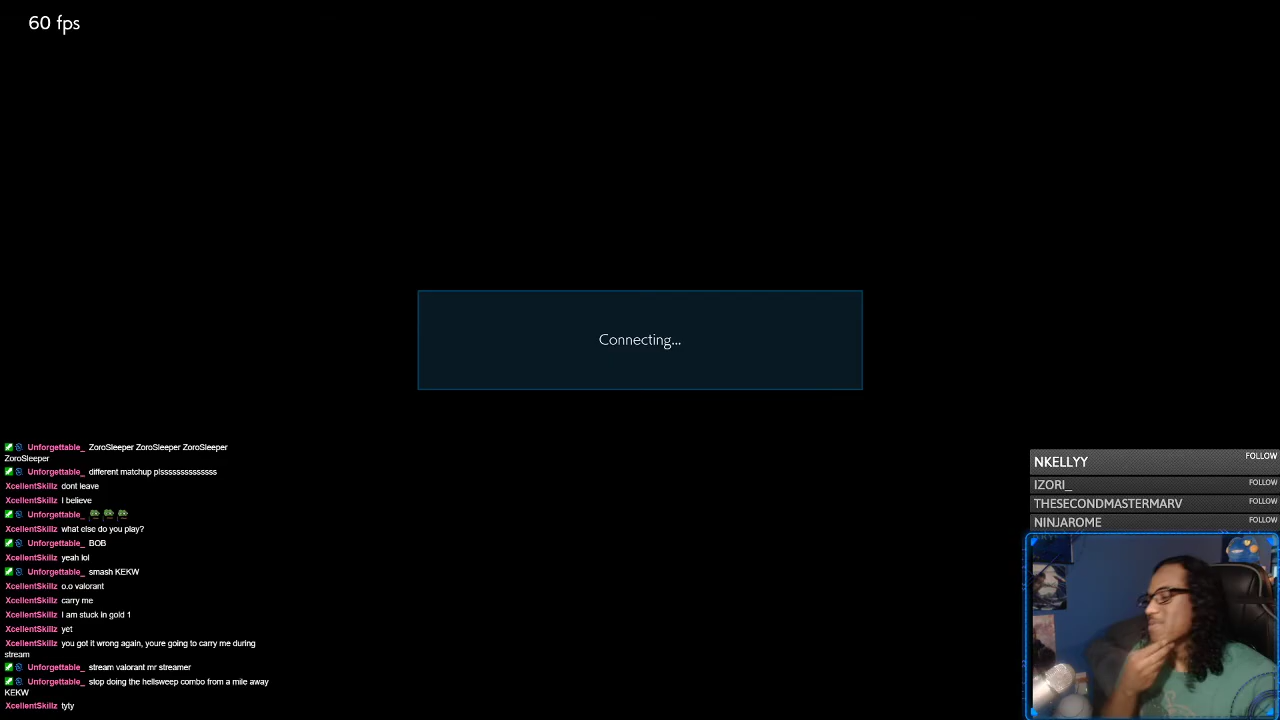 60 fps
Connecting...
Unforgettable_ ZoroSleeper ZoroSleeper ZoroSleeper
ZoroSleeper
Unforgettable_ different matchup plssssssssssssss
XcellentSkillz dont leave
XcellentSkillz I believe
Unforgettable_
XcellentSkillz what else do you play?
Unforgettable_ BOB
XcellentSkillz yeah lol
Unforgettable_ smash KEKW
XcellentSkillz o.o valorant
XcellentSkillz carry me
XcellentSkillz I am stuck in gold 1
XcellentSkillz yet
XcellentSkillz you got it wrong again, youre going to carry me during
stream
Unforgettable_ stream valorant mr streamer
Unforgettable_ stop doing the hellsweep combo from a mile away
KEKW
XcellentSkillz tyty
NKELLYY FOLLOW
IZORI_ FOLLOW
THESECONDMASTERMARV FOLLOW
NINJAROME FOLLOW